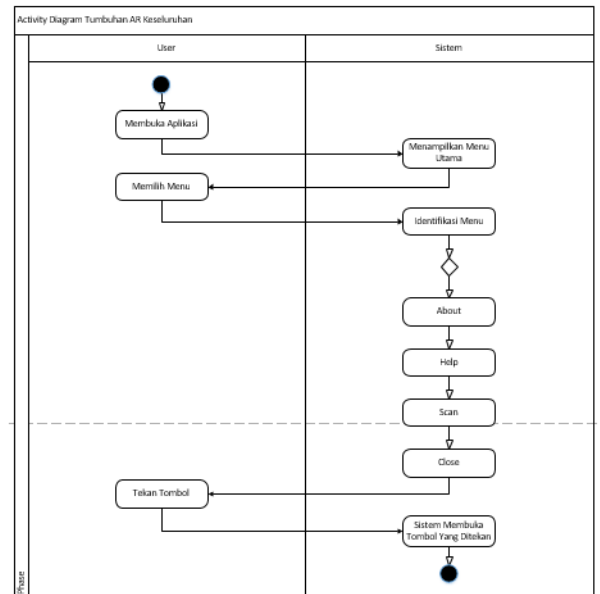 Activity Diagram Tumbuhan AR Keseluruhan
User
Sistem
Membuka Aplikasi
Menampilkan Menu
Utama
Memilih Menu
Identifikasi Menu
About
Help
Scan
Close
Tekan Tombol
Sistem Membuka
Tombol Yang Ditekan
Phase